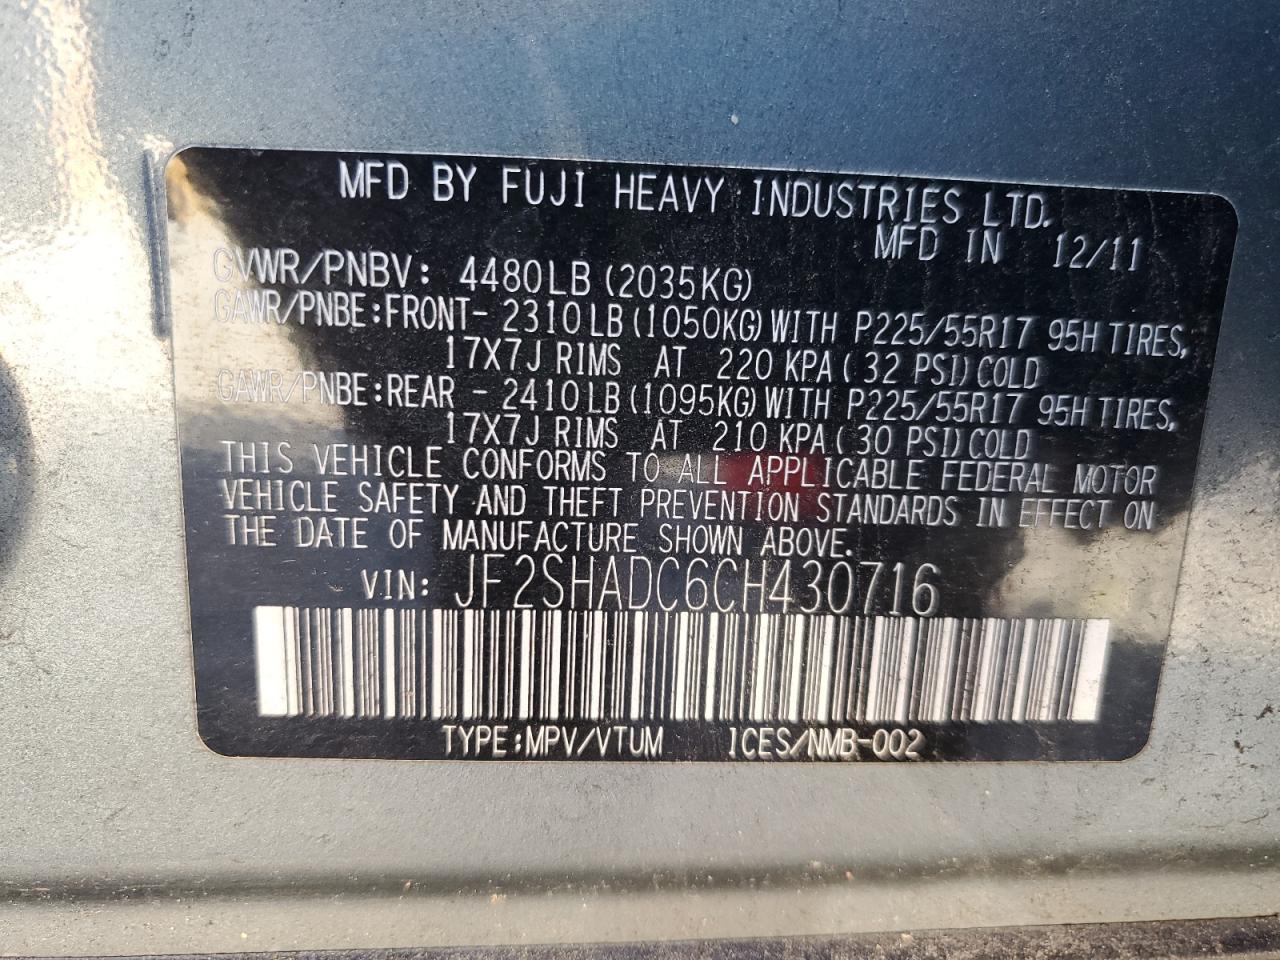 MFD BY FUJI HEAVY INDUSTRIES LTD.
MFD IN 12/11
GVWR/PNBV: 4480LB (2035KG)
GAWR/PNBE:FRONT- 2310LB (1050KG) WITH P225/55R17 95H TIRES,
17X7J RIMS AT 220 KPA ( 32 PSI) COLD
GAWR/PNBE:REAR - 2410LB (1095KG) WITH P225/55R17 95H TIRES,
17X7J RIMS AT 210 KPA ( 30 PSI) COLD
THIS VEHICLE CONFORMS TO ALL APPLICABLE FEDERAL MOTOR
VEHICLE SAFETY AND THEFT PREVENTION STANDARDS IN EFFECT ON
THE DATE OF MANUFACTURE SHOWN ABOVE.
VIN: JF2SHADC6CH430716
TYPE:MPV/VTUM ICES/NMB-002